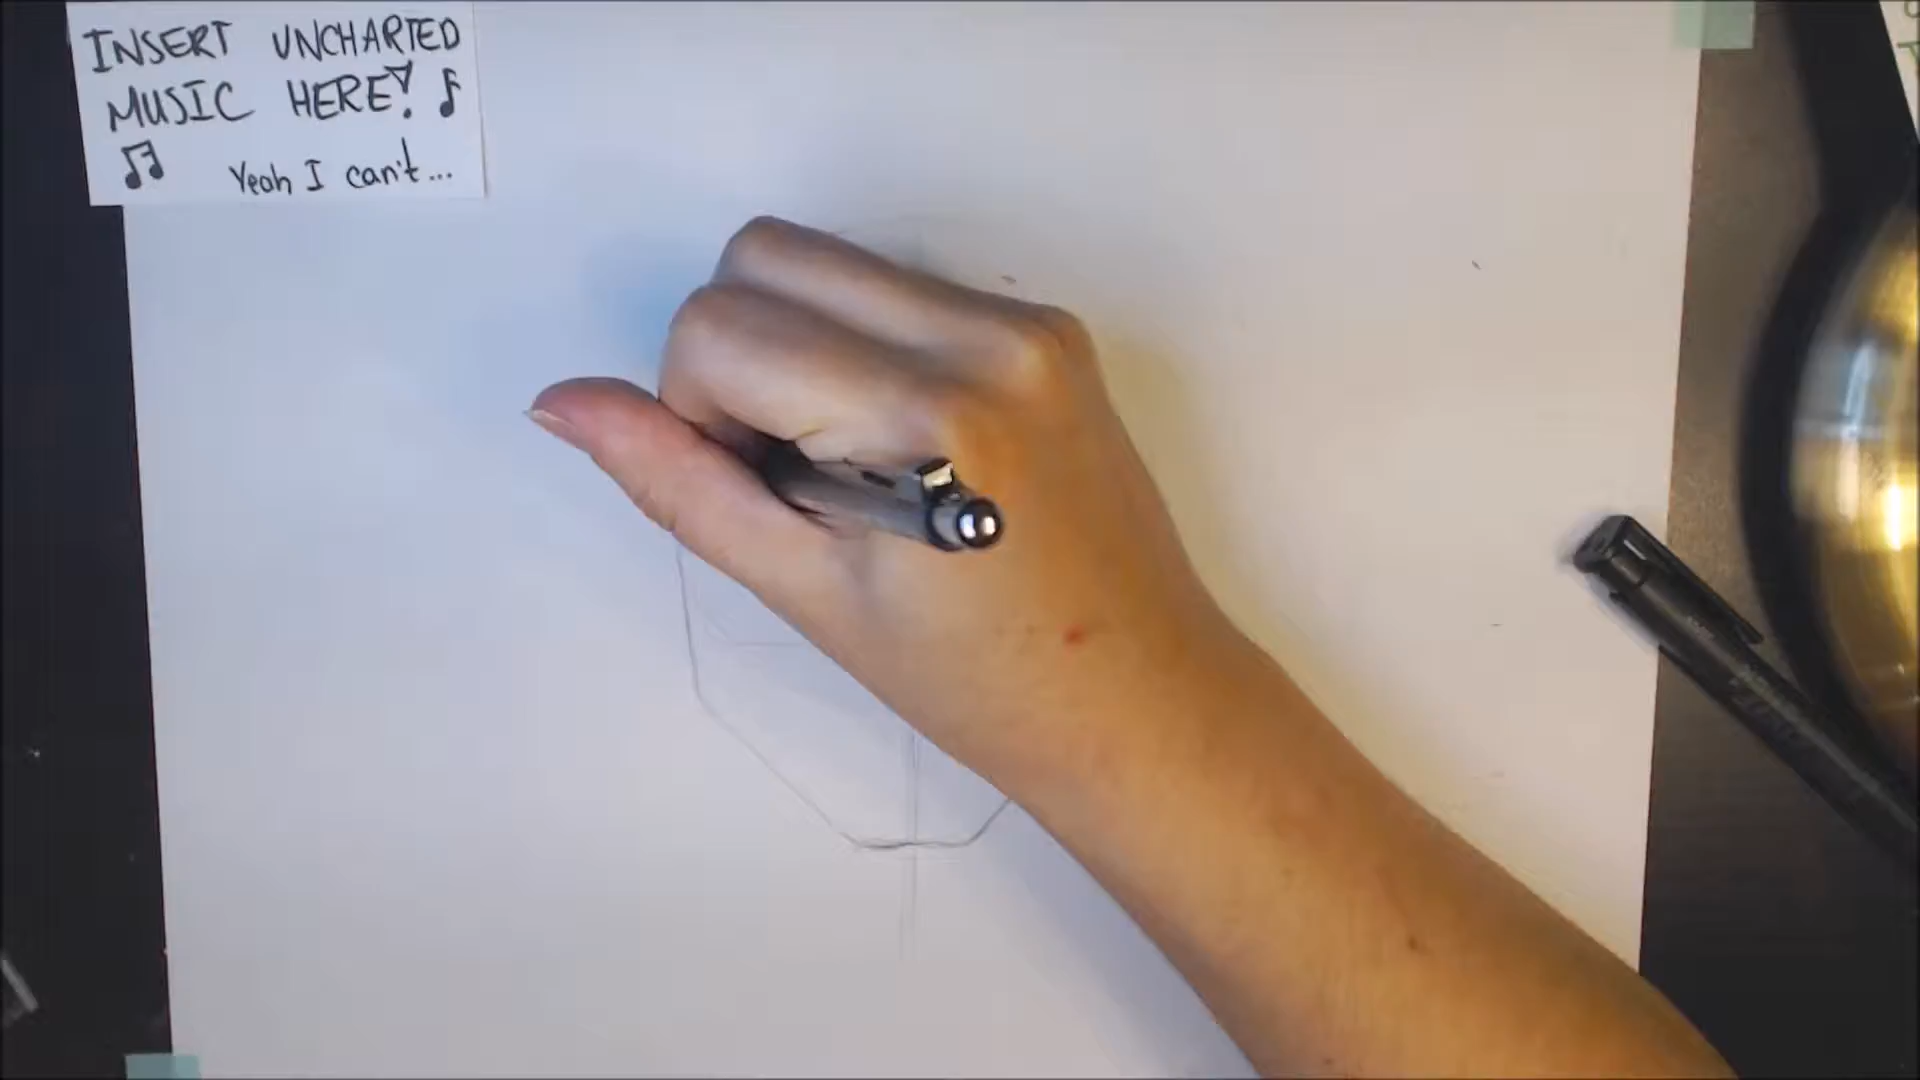 INSERT UNCHARTED
MUSIC HERE! ♪
♫ Yeah I can't...